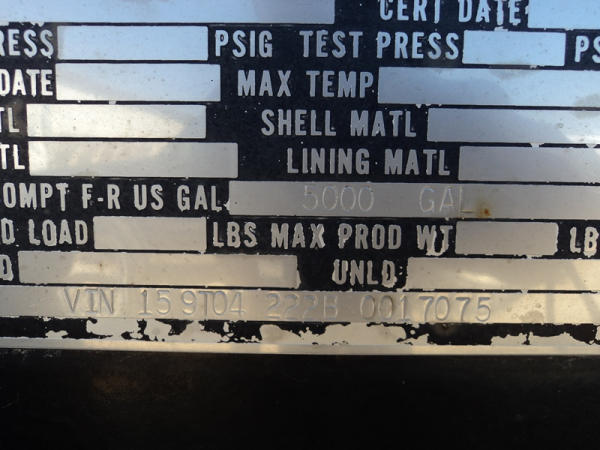 CERT DATE
RESS PSIG TEST PRESS PS
DATE MAX TEMP
TL SHELL MATL
TL LINING MATL
OMPT F-R US GAL 5000 GAL
D LOAD LBS MAX PROD WT LB
D UNLD
VIN 159T04 222B 0017075